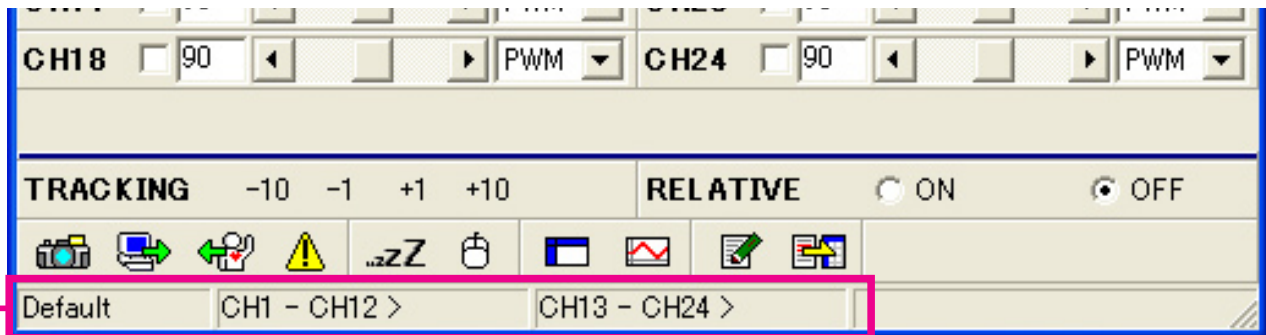 CH18 90 PWM CH24 90 PWM
TRACKING -10 -1 +1 +10 RELATIVE ON OFF
..zzZ
Default CH1 - CH12 > CH13 - CH24 >